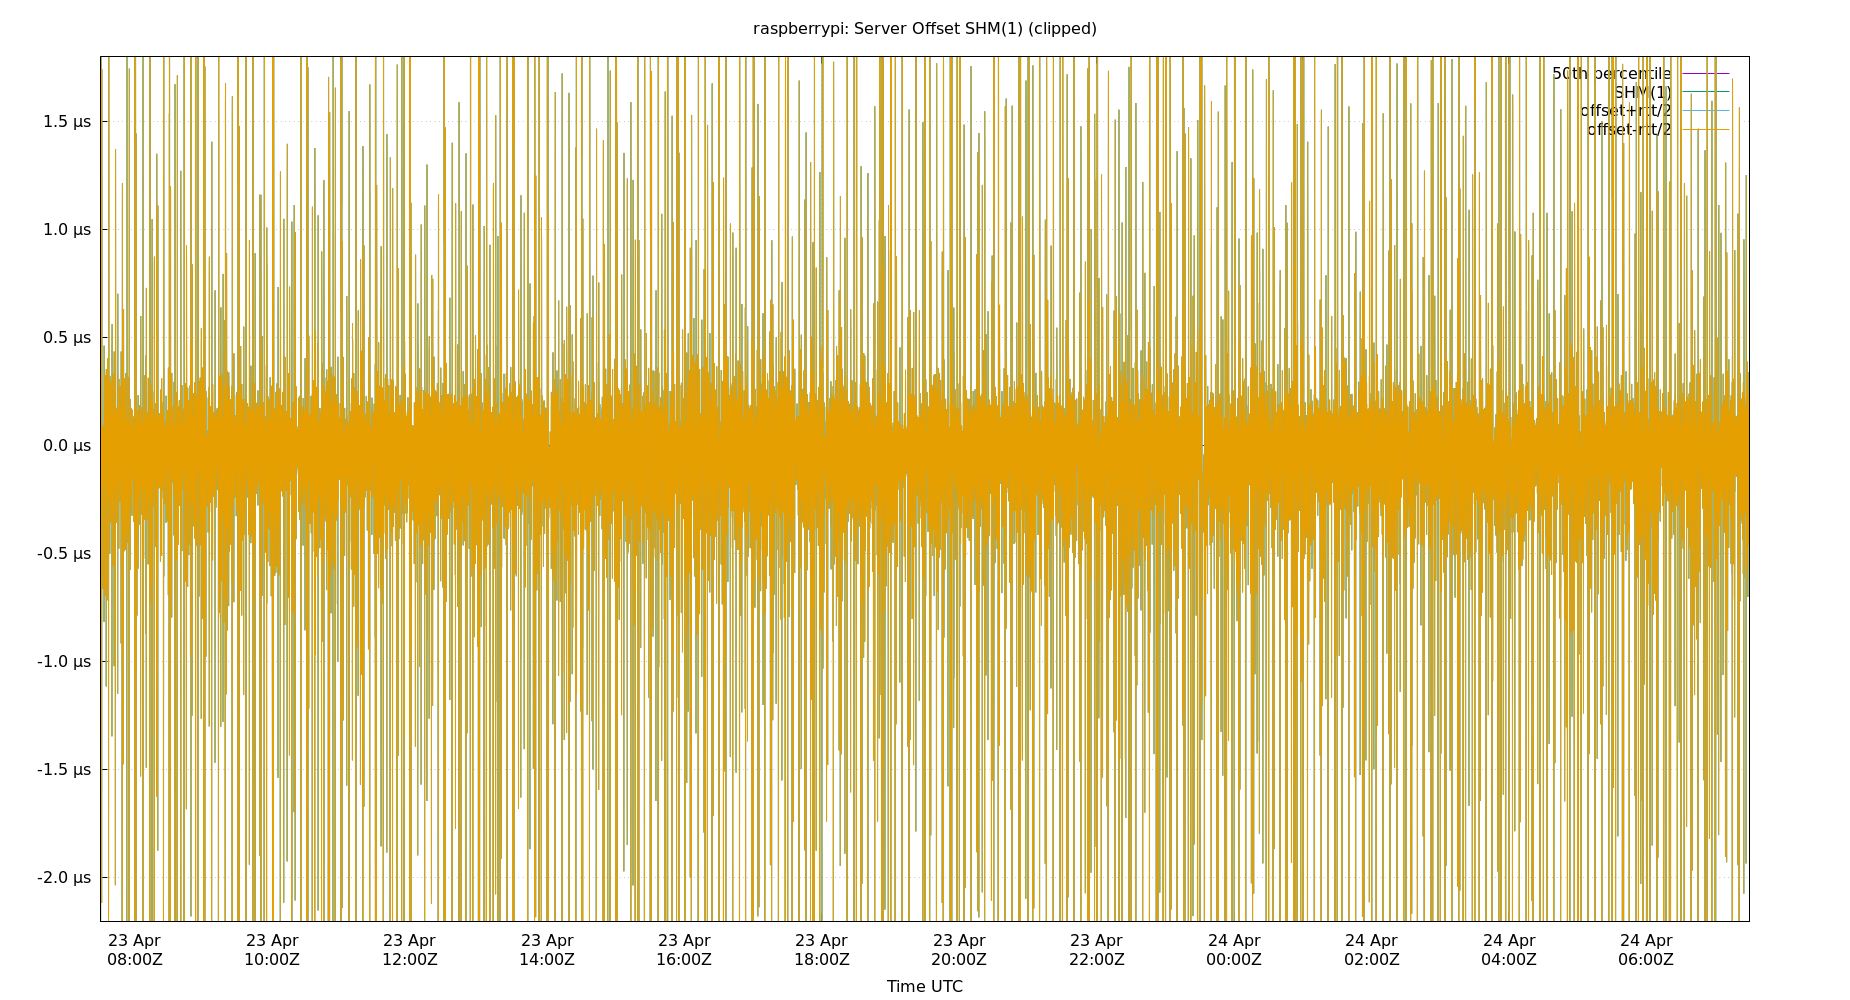 raspberrypi: Server Offset SHM(1) (clipped)
50th percentile
SHM(1)
offset+rtt/2
offset-rtt/2
1.5 µs
1.0 µs
0.5 µs
0.0 µs
-0.5 µs
-1.0 µs
-1.5 µs
-2.0 µs
23 Apr 23 Apr 23 Apr 23 Apr 23 Apr 23 Apr 23 Apr 23 Apr 24 Apr 24 Apr 24 Apr 24 Apr
08:00Z 10:00Z 12:00Z 14:00Z 16:00Z 18:00Z 20:00Z 22:00Z 00:00Z 02:00Z 04:00Z 06:00Z
Time UTC